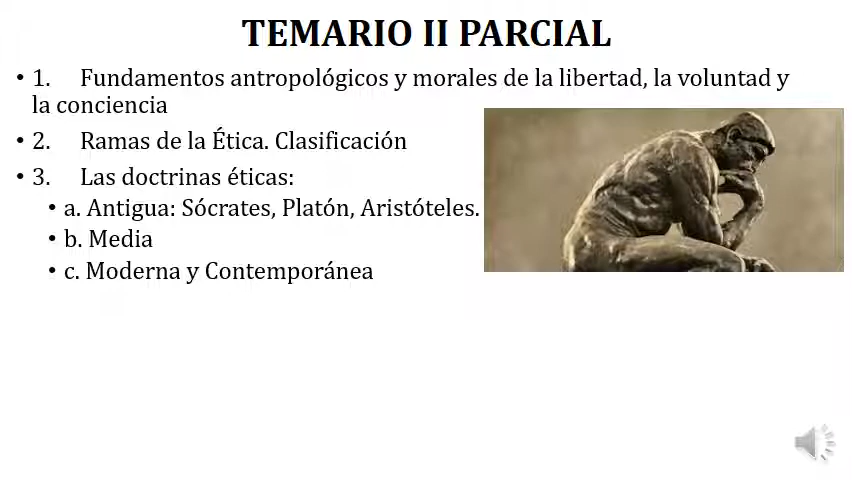 TEMARIO II PARCIAL
• 1. Fundamentos antropológicos y morales de la libertad, la voluntad y
la conciencia
• 2. Ramas de la Ética. Clasificación
• 3. Las doctrinas éticas:
• a. Antigua: Sócrates, Platón, Aristóteles.
• b. Media
• c. Moderna y Contemporánea